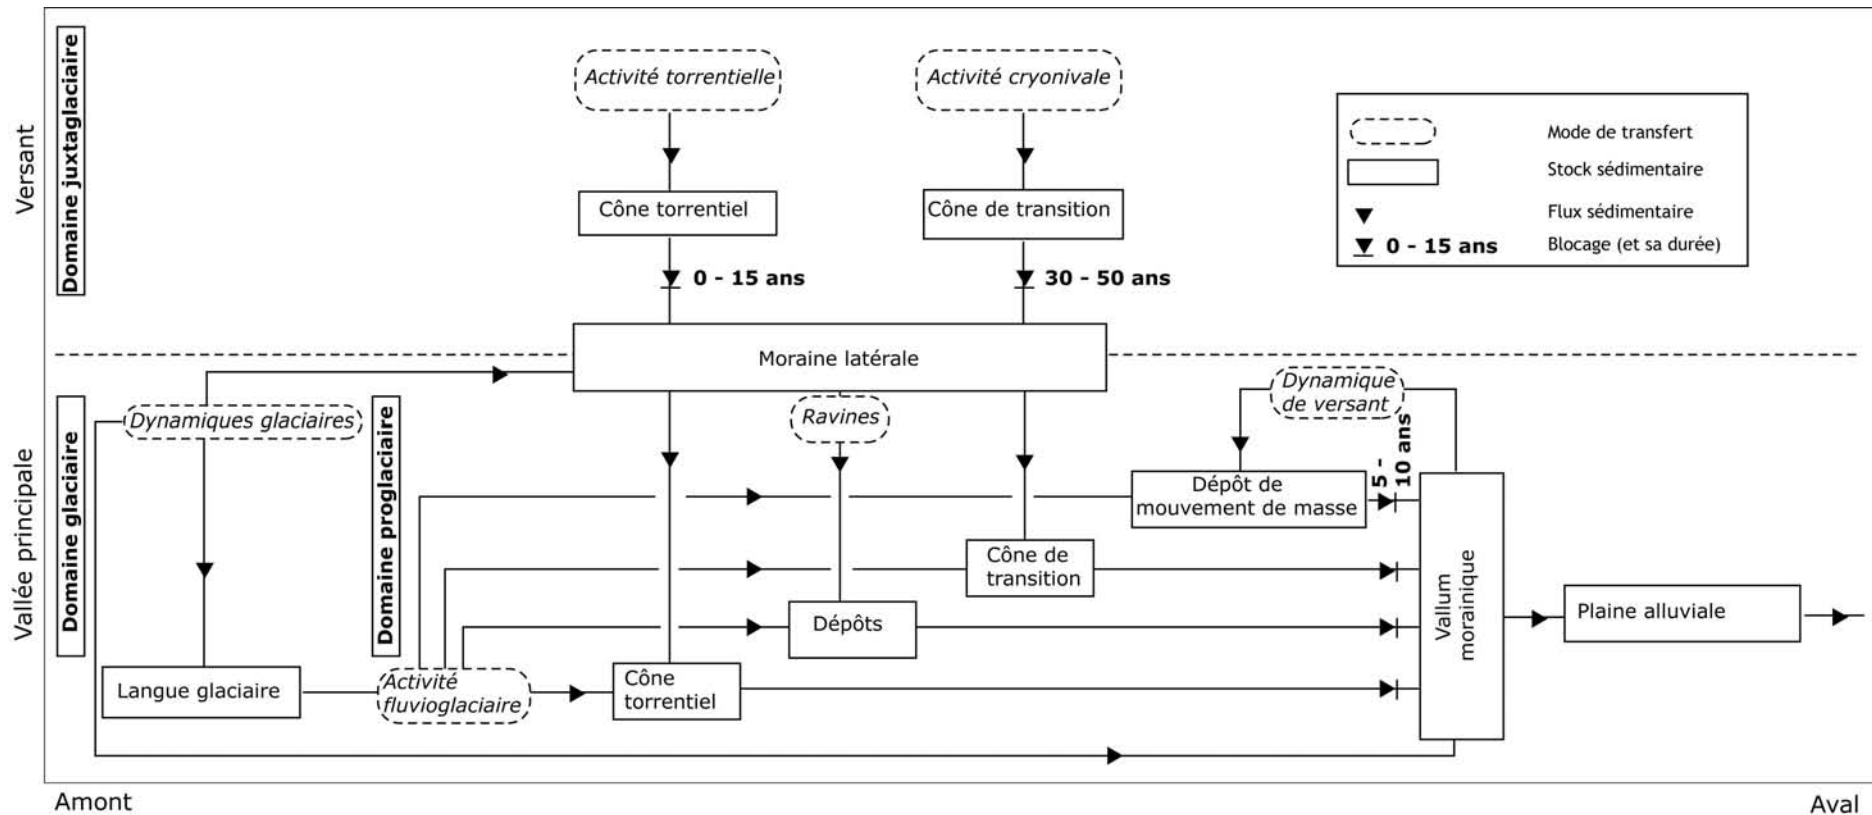 Versant
Domaine juxtaglaciaire
Activité torrentielle
Activité cryonivale
Mode de transfert
Stock sédimentaire
Flux sédimentaire
0 - 15 ans
Blocage (et sa durée)
Cône torrentiel
Cône de transition
0 - 15 ans
30 - 50 ans
Moraine latérale
Vallée principale
Domaine glaciaire
Dynamiques glaciaires
Domaine proglaciaire
Ravines
Dynamique
de versant
5 -
10 ans
Dépôt de
mouvement de masse
Cône de
transition
Dépôts
Vallum
morainique
Plaine alluviale
Langue glaciaire
Activité
fluvioglaciaire
Cône
torrentiel
Amont
Aval